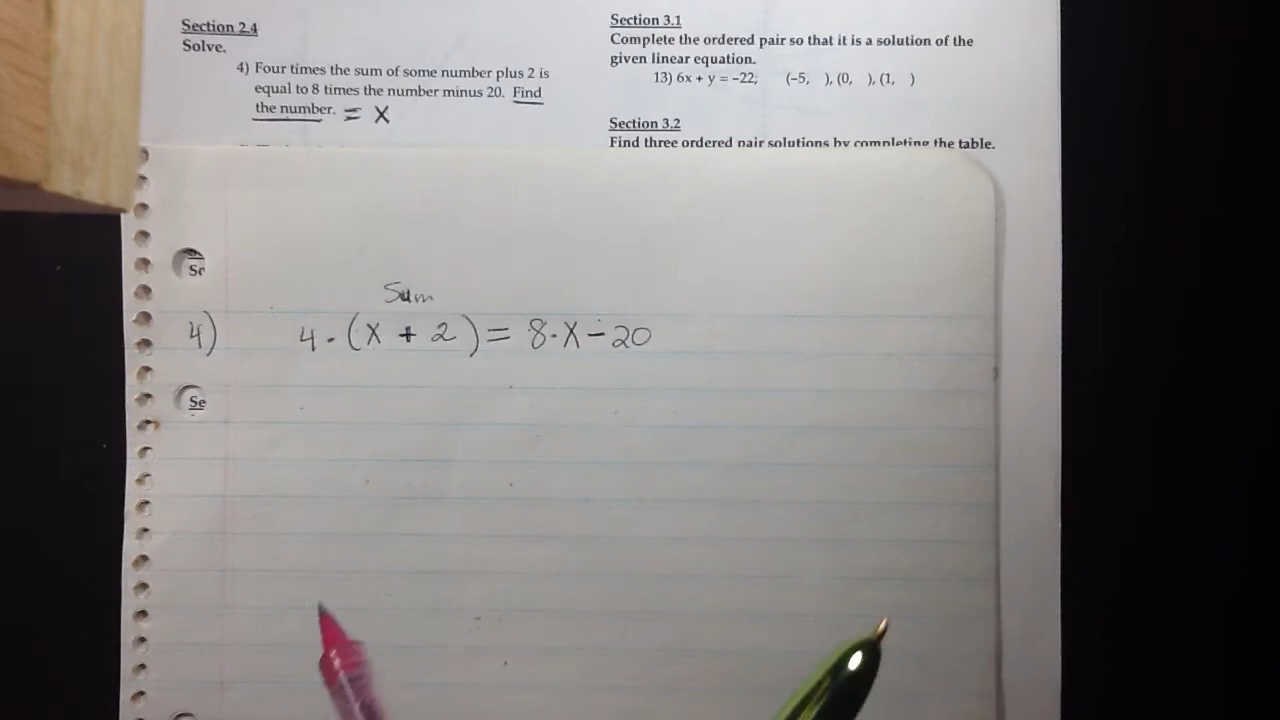 Section 2.4
Solve.
4) Four times the sum of some number plus 2 is
equal to 8 times the number minus 20. Find
the number. = X
Section 3.1
Complete the ordered pair so that it is a solution of the
given linear equation.
13) 6x + y = -22; (-5, ), (0, ), (1, )
Section 3.2
Find three ordered pair solutions by completing the table.
Sum
4) 4 · (X + 2) = 8·X - 20
Se